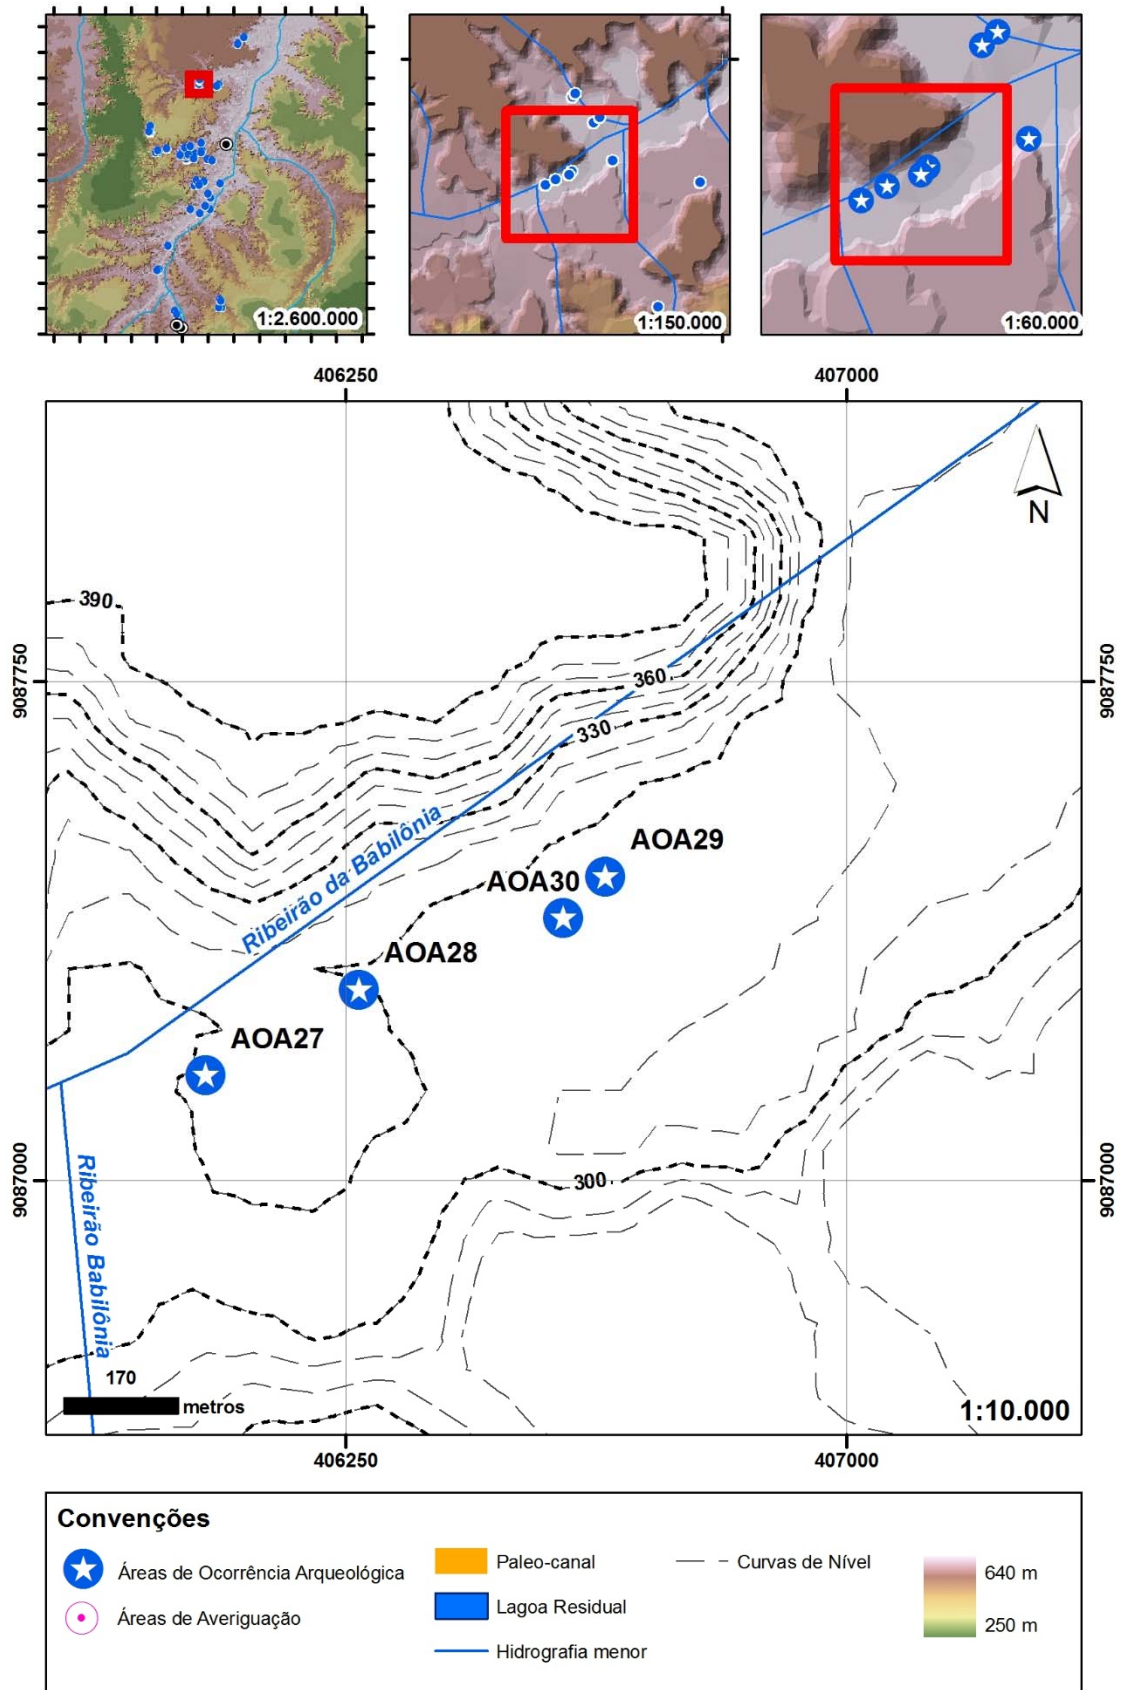 1:2.600.000
1:150.000
1:60.000
406250
407000
N
390
9087750
9087750
360
330
Ribeirão da Babilônia
AOA29
AOA30
AOA28
AOA27
Ribeirão Babilônia
9087000
9087000
300
170
metros
1:10.000
406250
407000
Convenções
Áreas de Ocorrência Arqueológica
Áreas de Averiguação
Paleo-canal
Lagoa Residual
Hidrografia menor
Curvas de Nível
640 m
250 m